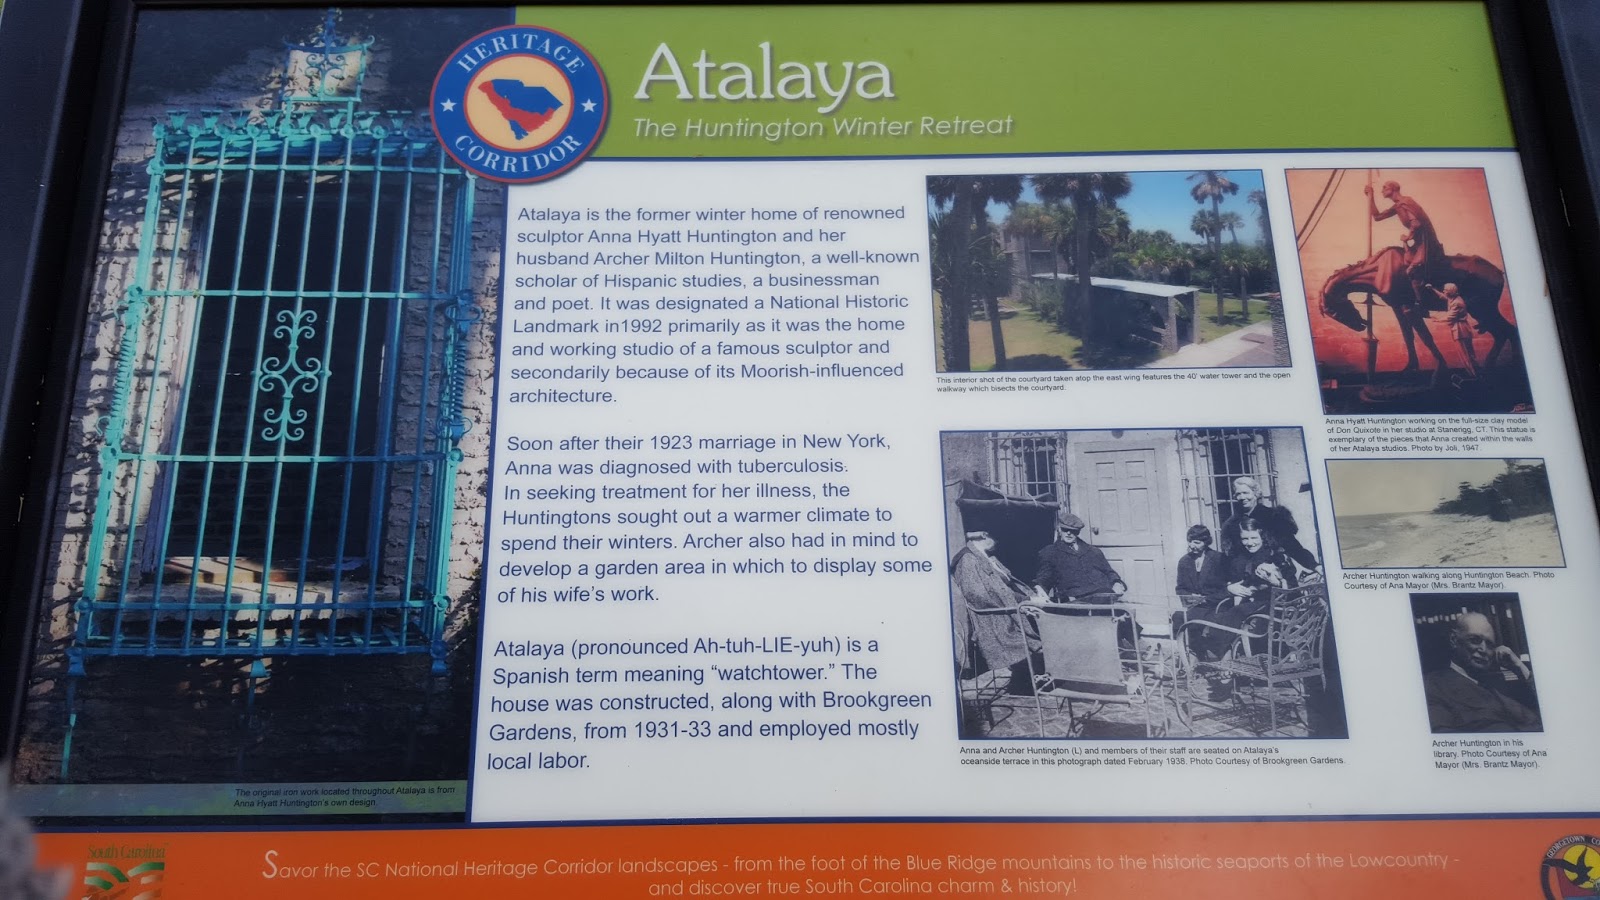 HERITAGE
CORRIDOR
Atalaya
The Huntington Winter Retreat
Atalaya is the former winter home of renowned
sculptor Anna Hyatt Huntington and her
husband Archer Milton Huntington, a well-known
scholar of Hispanic studies, a businessman
and poet. It was designated a National Historic
Landmark in1992 primarily as it was the home
and working studio of a famous sculptor and
secondarily because of its Moorish-influenced
architecture.
Soon after their 1923 marriage in New York,
Anna was diagnosed with tuberculosis.
In seeking treatment for her illness, the
Huntingtons sought out a warmer climate to
spend their winters. Archer also had in mind to
develop a garden area in which to display some
of his wife's work.
Atalaya (pronounced Ah-tuh-LIE-yuh) is a
Spanish term meaning “watchtower.” The
house was constructed, along with Brookgreen
Gardens, from 1931-33 and employed mostly
local labor.
This interior shot of the courtyard taken atop the east wing features the 40' water tower and the open
walkway which bisects the courtyard.
Anna Hyatt Huntington working on the full-size clay model
of Don Quixote in her studio at Stanerigg, CT. This statue is
exemplary of the pieces that Anna created within the walls
of her Atalaya studios. Photo by Joli, 1947.
Archer Huntington walking along Huntington Beach. Photo
Courtesy of Ana Mayor (Mrs. Brantz Mayor).
Anna and Archer Huntington (L) and members of their staff are seated on Atalaya's
oceanside terrace in this photograph dated February 1938. Photo Courtesy of Brookgreen Gardens.
Archer Huntington in his
library. Photo Courtesy of Ana
Mayor (Mrs. Brantz Mayor).
The original iron work located throughout Atalaya is from
Anna Hyatt Huntington's own design.
South Carolina
Savor the SC National Heritage Corridor landscapes - from the foot of the Blue Ridge mountains to the historic seaports of the Lowcountry -
and discover true South Carolina charm & history!
GEORGETOWN